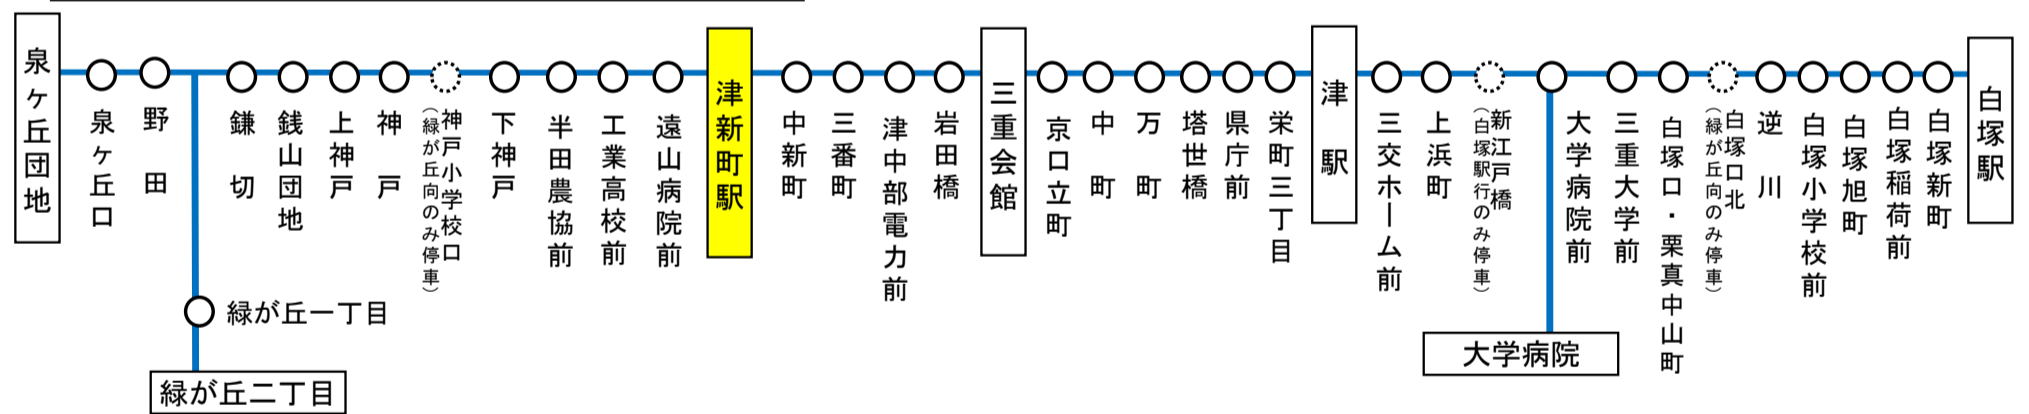 泉ヶ丘団地
泉ヶ丘口
野田
鎌切
銭山団地
上神戸
神戸
神戸小学校口
（緑が丘向のみ停車）
下神戸
半田農協前
工業高校前
遠山病院前
津新町駅
中新町
三番町
津中部電力前
岩田橋
三重会館
京口立町
中町
万町
塔世橋
県庁前
栄町三丁目
津駅
三交ホーム前
上浜町
新江戸橋
（白塚駅行のみ停車）
大学病院前
三重大学前
白塚口・栗真中山町
白塚口北
（緑が丘向のみ停車）
逆川
白塚小学校前
白塚旭町
白塚稲荷前
白塚新町
白塚駅
緑が丘一丁目
緑が丘二丁目
大学病院